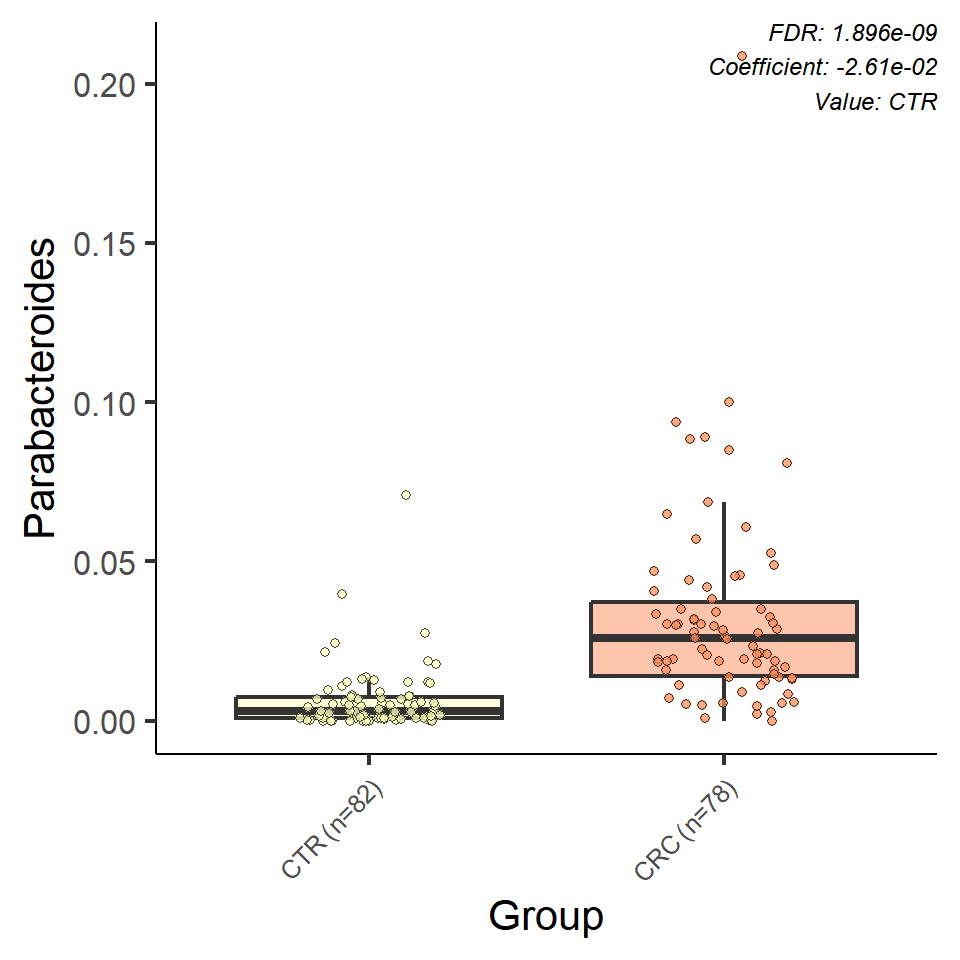 FDR: 1.896e-09
Coefficient: -2.61e-02
Value: CTR
Parabacteroides
0.20
0.15
0.10
0.05
0.00
CTR (n=82)
CRC (n=78)
Group